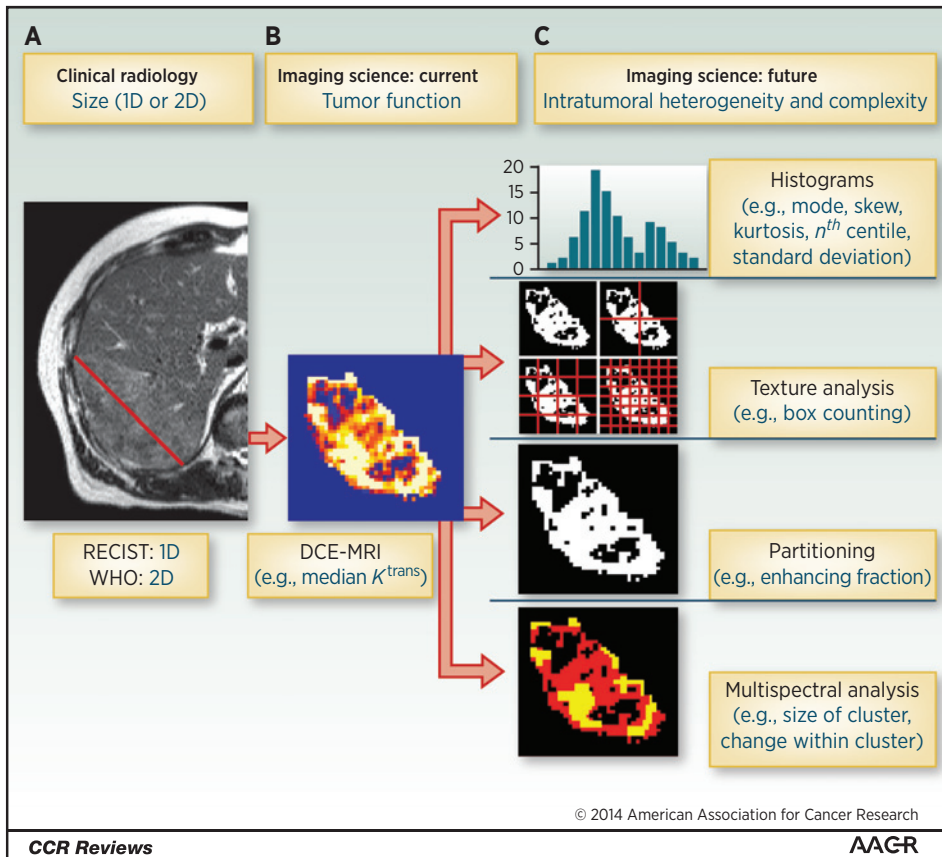 A
B
C
Clinical radiology
Size (1D or 2D)
Imaging science: current
Tumor function
Imaging science: future
Intratumoral heterogeneity and complexity
20
15
10
5
0
Histograms
(e.g., mode, skew,
kurtosis, nth centile,
standard deviation)
Texture analysis
(e.g., box counting)
RECIST: 1D
WHO: 2D
DCE-MRI
(e.g., median Ktrans)
Partitioning
(e.g., enhancing fraction)
Multispectral analysis
(e.g., size of cluster,
change within cluster)
© 2014 American Association for Cancer Research
CCR Reviews
AACR